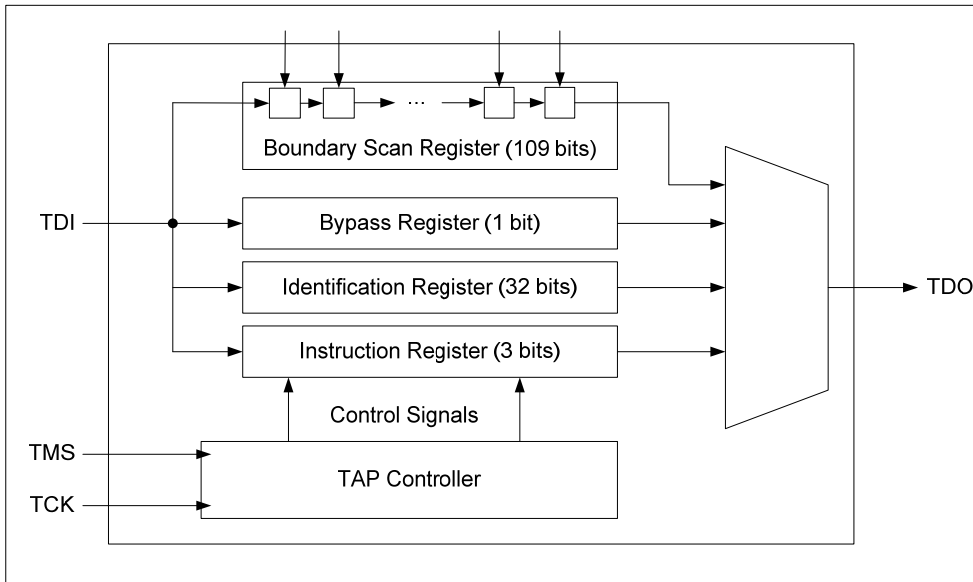 ...
Boundary Scan Register (109 bits)
TDI
Bypass Register (1 bit)
Identification Register (32 bits)
TDO
Instruction Register (3 bits)
Control Signals
TMS
TAP Controller
TCK